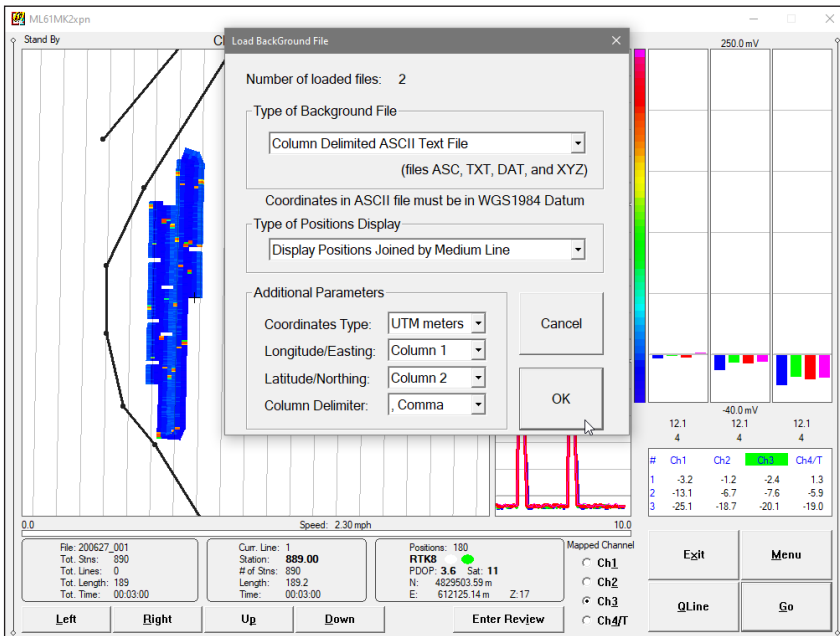 ML61MK2xpn
Stand By
Load BackGround File
Number of loaded files: 2
Type of Background File
Column Delimited ASCII Text File
(files ASC, TXT, DAT, and XYZ)
Coordinates in ASCII file must be in WGS1984 Datum
Type of Positions Display
Display Positions Joined by Medium Line
Additional Parameters
Coordinates Type: UTM meters
Longitude/Easting: Column 1
Latitude/Northing: Column 2
Column Delimiter: , Comma
Cancel
OK
250.0 mV
-40.0 mV
12.1 12.1 12.1
4 4 4
# Ch1 Ch2 Ch3 Ch4/T
1 -3.2 -1.2 -2.4 1.3
2 -13.1 -6.7 -7.6 -5.9
3 -25.1 -18.7 -20.1 -19.0
0.0 Speed: 2.30 mph 10.0
File: 200627_001
Tot. Stns: 890
Tot. Lines: 0
Tot. Length: 189
Tot. Time: 00:03:00
Curr. Line: 1
Station: 889.00
# of Stns: 890
Length: 189.2
Time: 00:03:00
Positions: 180
RTK8
PDOP: 3.6 Sat: 11
N: 4829503.59 m
E: 612125.14 m Z:17
Mapped Channel
Ch1
Ch2
Ch3
Ch4/T
Exit
Menu
QLine
Go
Left
Right
Up
Down
Enter Review